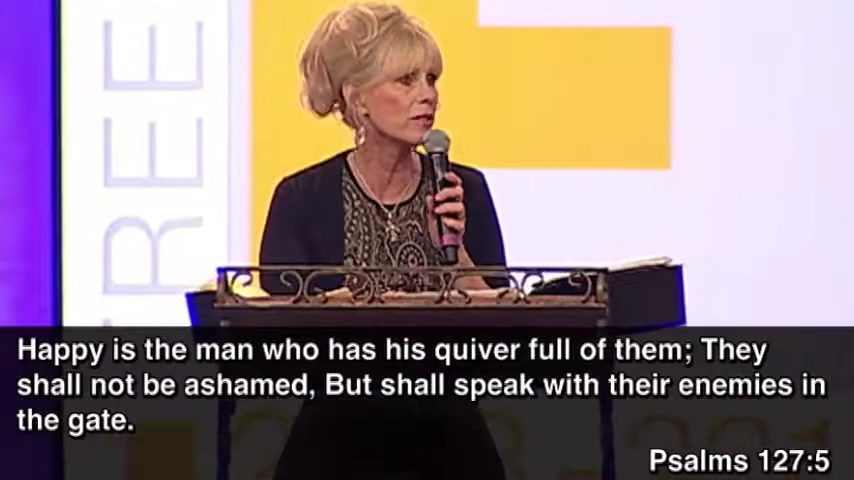 FREE
Happy is the man who has his quiver full of them; They
shall not be ashamed, But shall speak with their enemies in
the gate.
Psalms 127:5